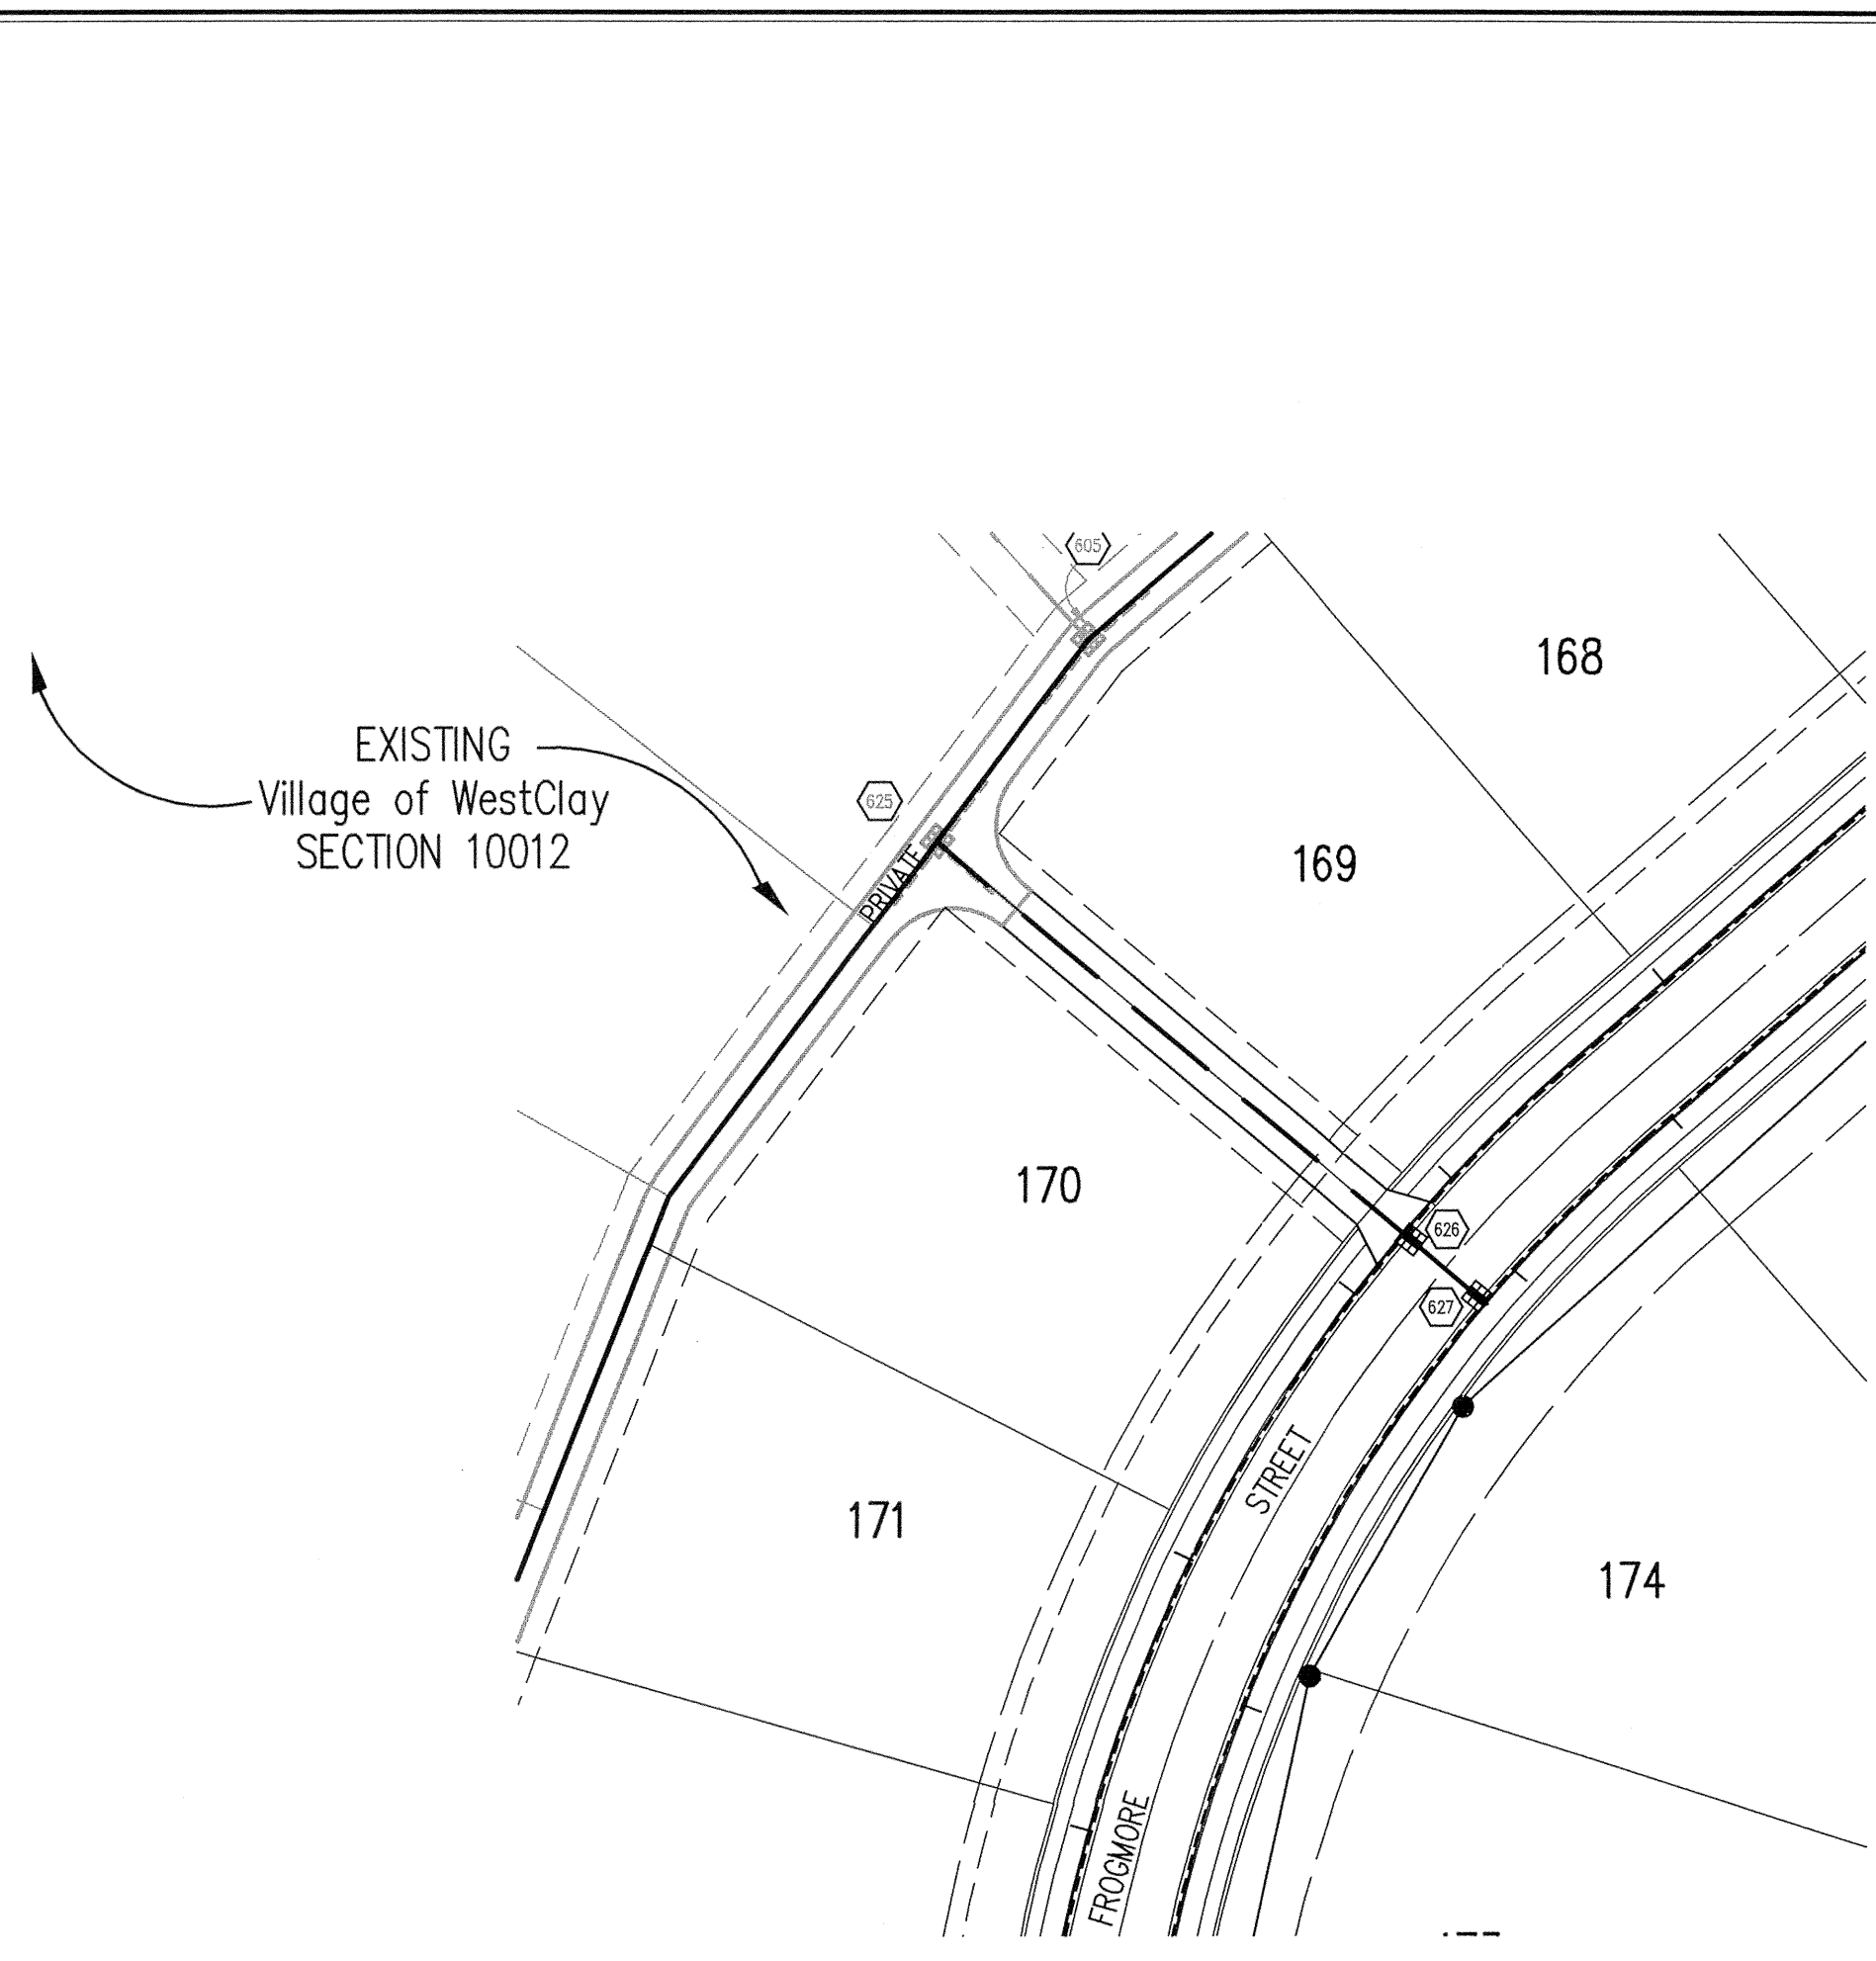 605
168
EXISTING
Village of WestClay
SECTION 10012
625
PRIVATE
169
170
626
627
STREET
171
174
FROGMORE